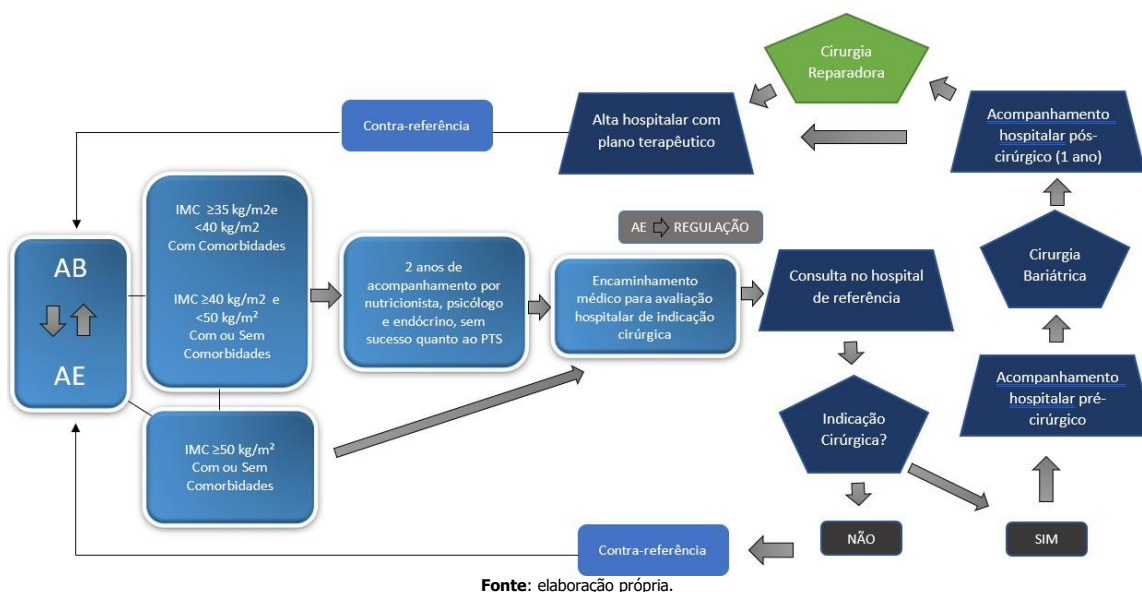 Cirurgia
Reparadora
Contra-referência
Alta hospitalar com
plano terapêutico
Acompanhamento
hospitalar pós-
cirúrgico (1 ano)
IMC ≥35 kg/m2e
<40 kg/m2
Com Comorbidades
IMC ≥40 kg/m2 e
<50 kg/m²
Com ou Sem
Comorbidades
AB
AE
2 anos de
acompanhamento por
nutricionista, psicólogo
e endócrino, sem
sucesso quanto ao PTS
AE REGULAÇÃO
Encaminhamento
médico para avaliação
hospitalar de indicação
cirúrgica
Consulta no hospital
de referência
Cirurgia
Bariátrica
IMC ≥50 kg/m²
Com ou Sem
Comorbidades
Indicação
Cirúrgica?
Acompanhamento
hospitalar pré-
cirúrgico
Contra-referência
NÃO
SIM
Fonte: elaboração própria.